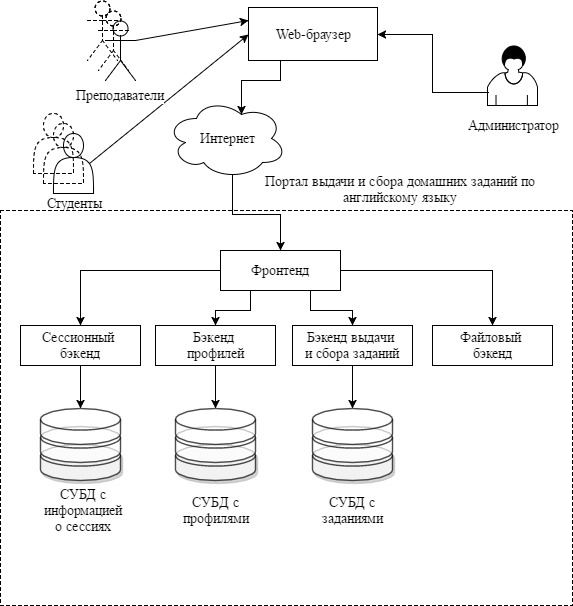 Web-браузер
Преподаватели
Администратор
Интернет
Студенты
Портал выдачи и сбора домашних заданий по
английскому языку
Фронтенд
Сессионный
бэкенд
Бэкенд
профилей
Бэкенд выдачи
и сбора заданий
Файловый
бэкенд
СУБД с
информацией
о сессиях
СУБД с
профилями
СУБД с
заданиями